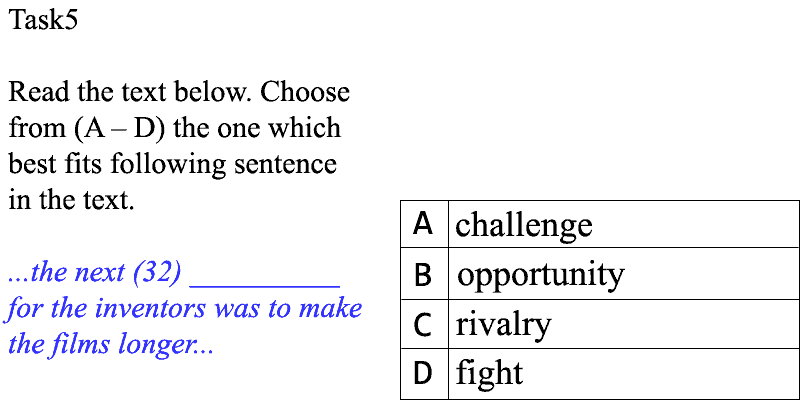 Task5
Read the text below. Choose
from (A – D) the one which
best fits following sentence
in the text.
...the next (32) __________
for the inventors was to make
the films longer...
A challenge
B opportunity
C rivalry
D fight